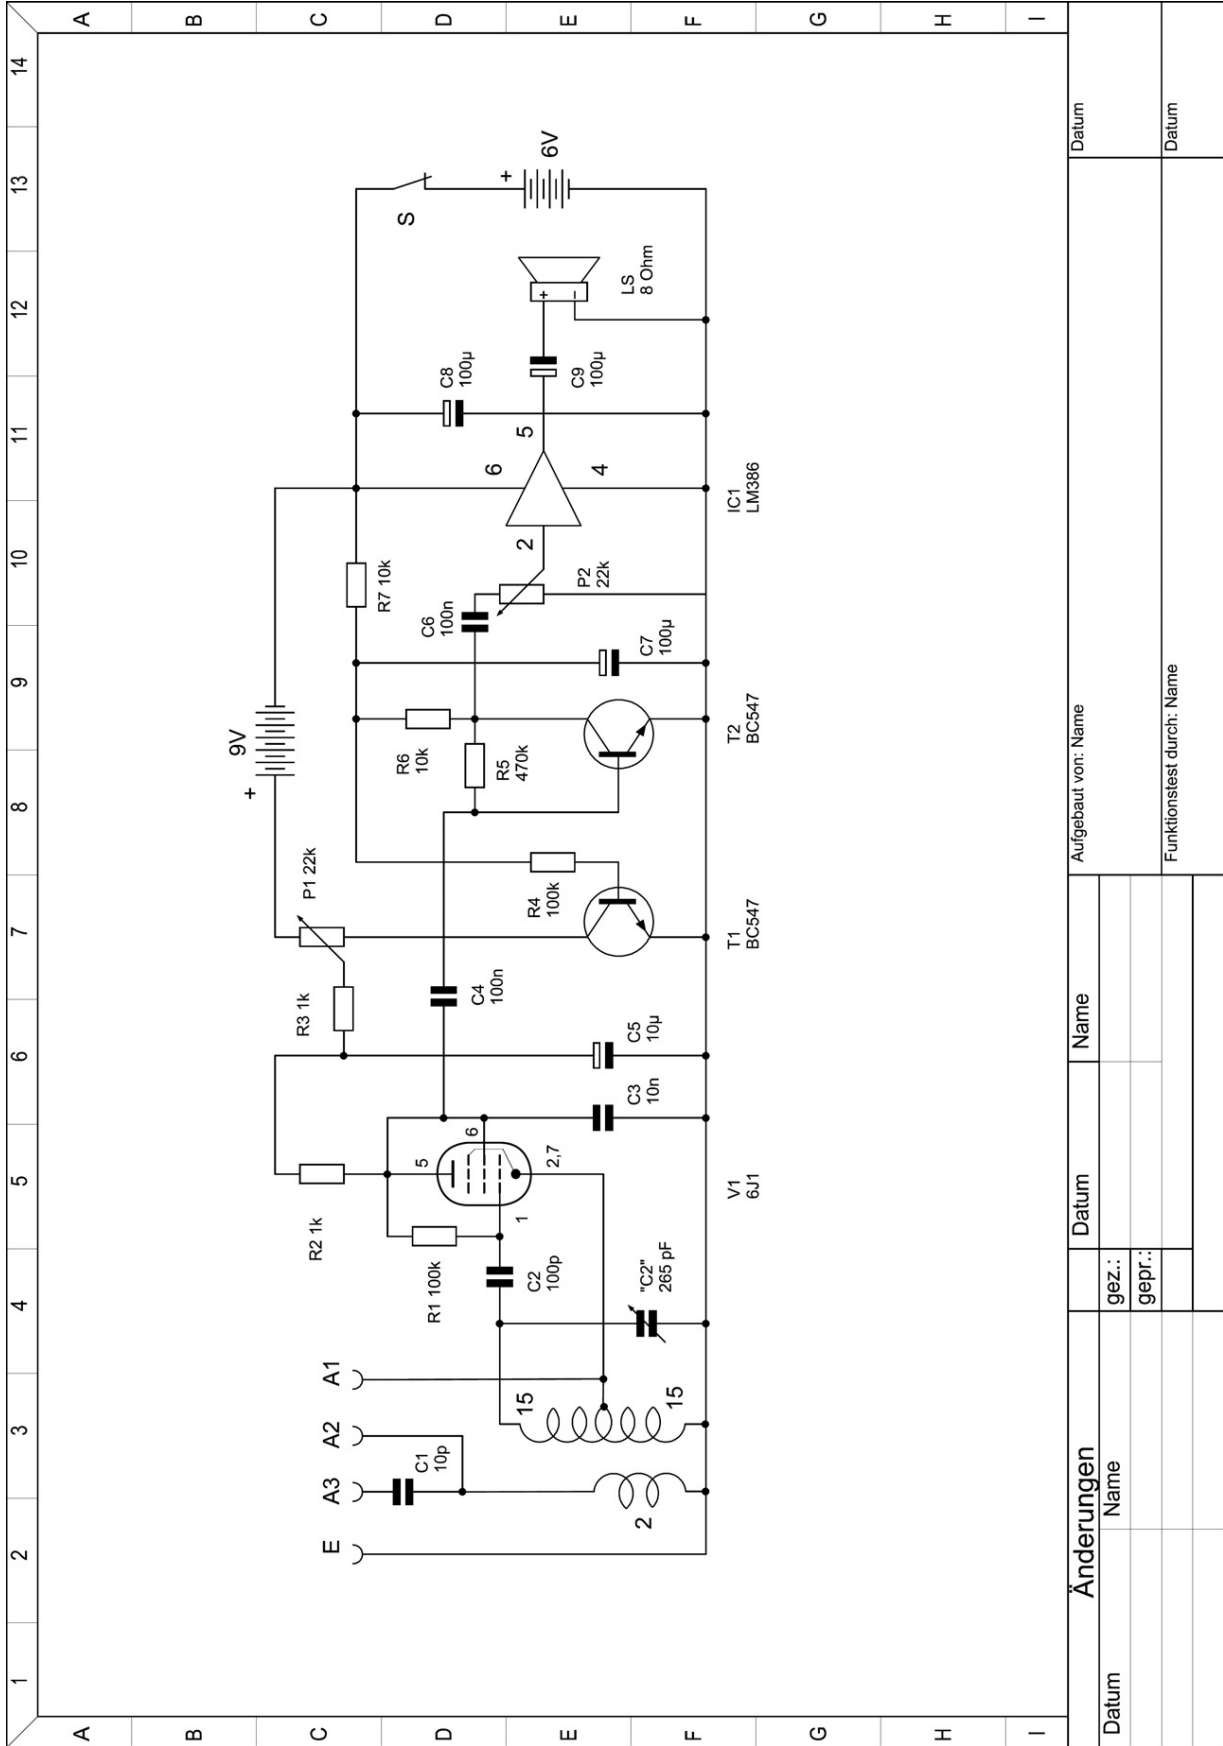 1 2 3 4 5 6 7 8 9 10 11 12 13 14
A
B
C
D
E
F
G
H
I
A
B
C
D
E
F
G
H
I
9V
+
P1 22k
R3 1k
R2 1k
E
A3
A2
A1
C1
10p
R1 100k
C2
100p
5
6
1
2,7
15
15
2
"C2"
265 pF
V1
6J1
C3
10n
C5
10µ
C4
100n
R4
100k
T1
BC547
R6
10k
R5
470k
T2
BC547
C7
100µ
C6
100n
R7 10k
P2
22k
2
6
5
4
IC1
LM386
C8
100µ
C9
100µ
+
-
LS
8 Ohm
S
+
6V
Änderungen
Datum
Name
gez.:
gepr.:
Datum
Name
Aufgebaut von: Name
Datum
Funktionstest durch: Name
Datum